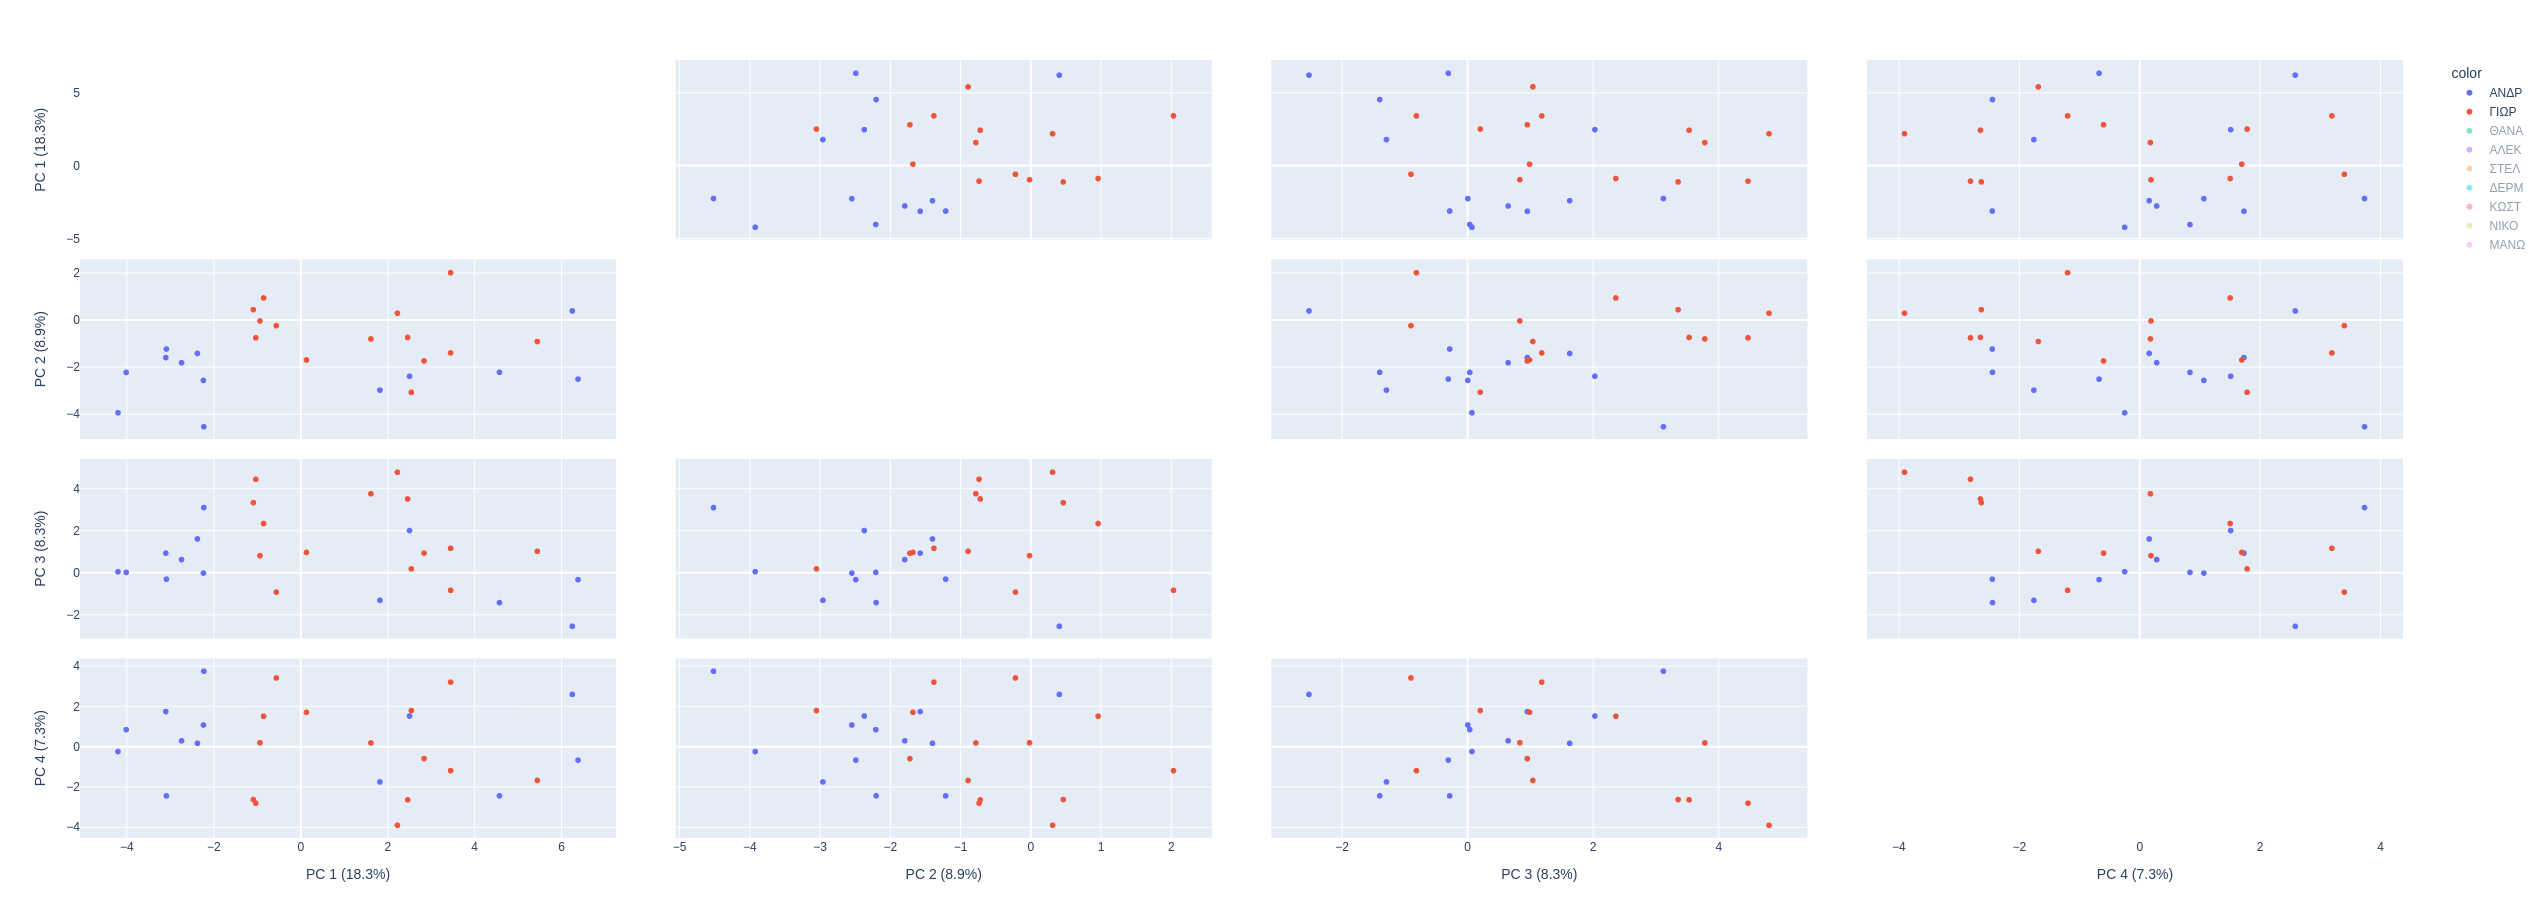 color
ΑΝΔΡ
ΓΙΩΡ
ΘΑΝΑ
ΑΛΕΚ
ΣΤΕΛ
ΔΕΡΜ
ΚΩΣΤ
ΝΙΚΟ
ΜΑΝΩ
PC 1 (18.3%)
5
0
−5
PC 2 (8.9%)
2
0
−2
−4
PC 3 (8.3%)
4
2
0
−2
PC 4 (7.3%)
4
2
0
−2
−4
−4 −2 0 2 4 6
−5 −4 −3 −2 −1 0 1 2
−2 0 2 4
−4 −2 0 2 4
PC 1 (18.3%)
PC 2 (8.9%)
PC 3 (8.3%)
PC 4 (7.3%)